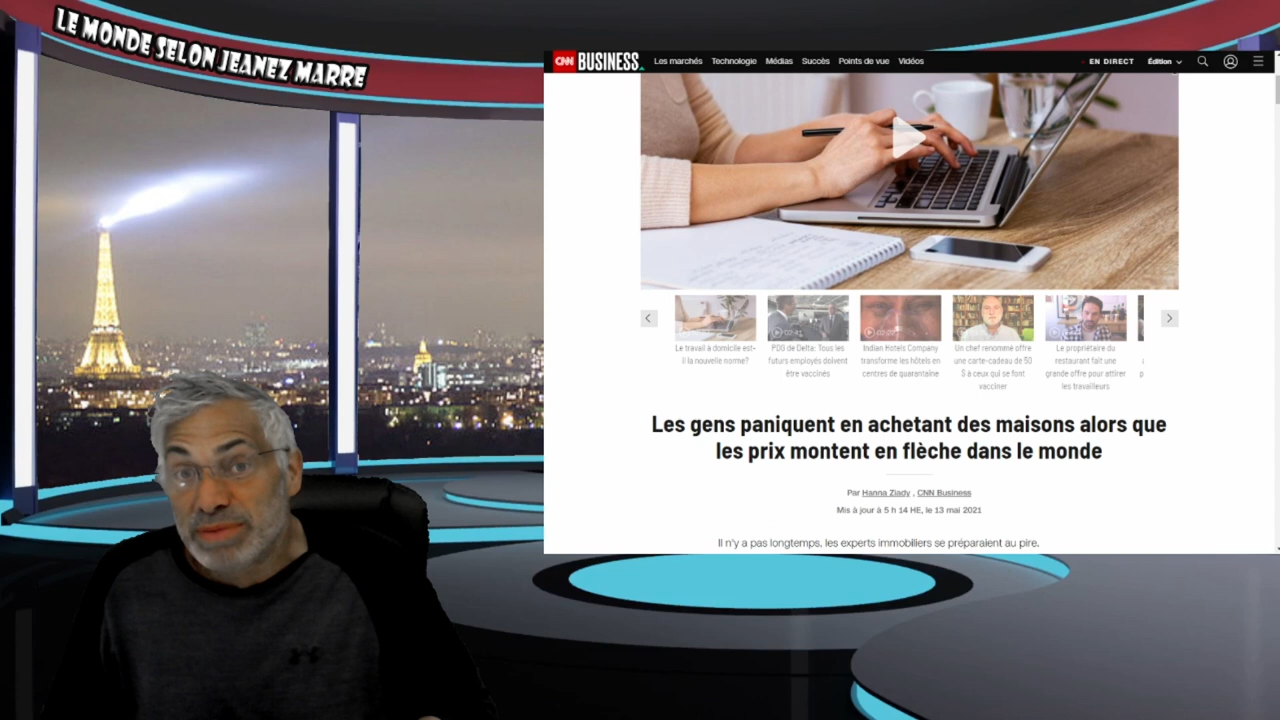 LE MONDE SELON JEANEZ MARRE
CNN BUSINESS Les marchés Technologie Médias Succès Points de vue Vidéos EN DIRECT Édition
Le travail à domicile est-
il la nouvelle norme?
PDG de Delta: Tous les
futurs employés doivent
être vaccinés
Indian Hotels Company
transforme les hôtels en
centres de quarantaine
Un chef renommé offre
une carte-cadeau de 50
$ à ceux qui se font
vacciner
Le propriétaire du
restaurant fait une
grande offre pour attirer
les travailleurs
Les gens paniquent en achetant des maisons alors que
les prix montent en flèche dans le monde
Par Hanna Ziady , CNN Business
Mis à jour à 5 h 14 HE, le 13 mai 2021
Il n'y a pas longtemps, les experts immobiliers se préparaient au pire.